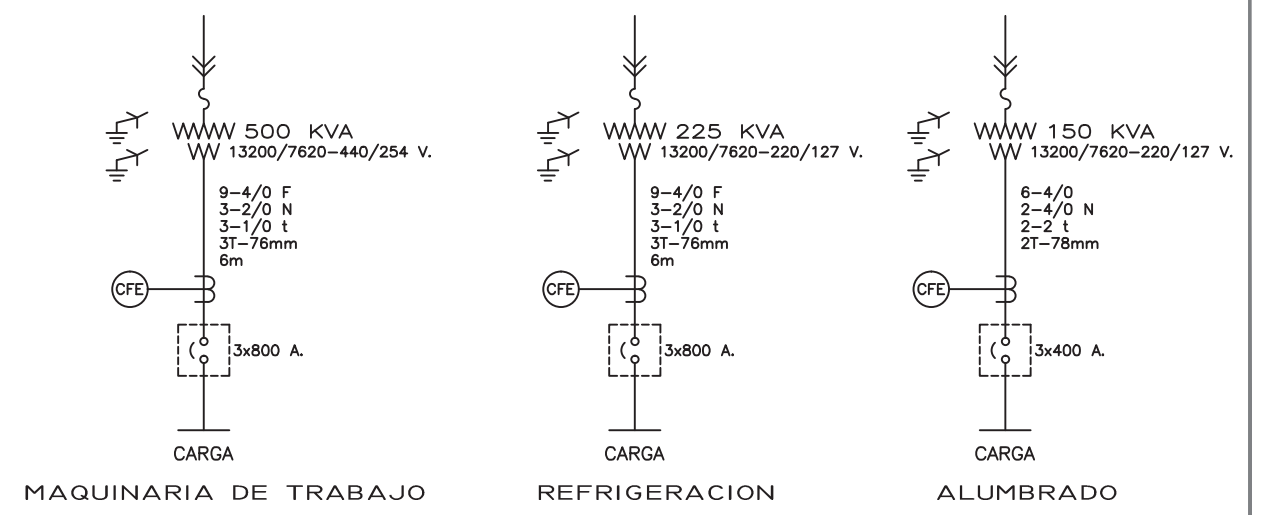 500 KVA
13200/7620-440/254 V.
9-4/0 F
3-2/0 N
3-1/0 t
3T-76mm
6m
CFE
3x800 A.
CARGA
MAQUINARIA DE TRABAJO
225 KVA
13200/7620-220/127 V.
9-4/0 F
3-2/0 N
3-1/0 t
3T-76mm
6m
CFE
3x800 A.
CARGA
REFRIGERACION
150 KVA
13200/7620-220/127 V.
6-4/0
2-4/0 N
2-2 t
2T-78mm
CFE
3x400 A.
CARGA
ALUMBRADO